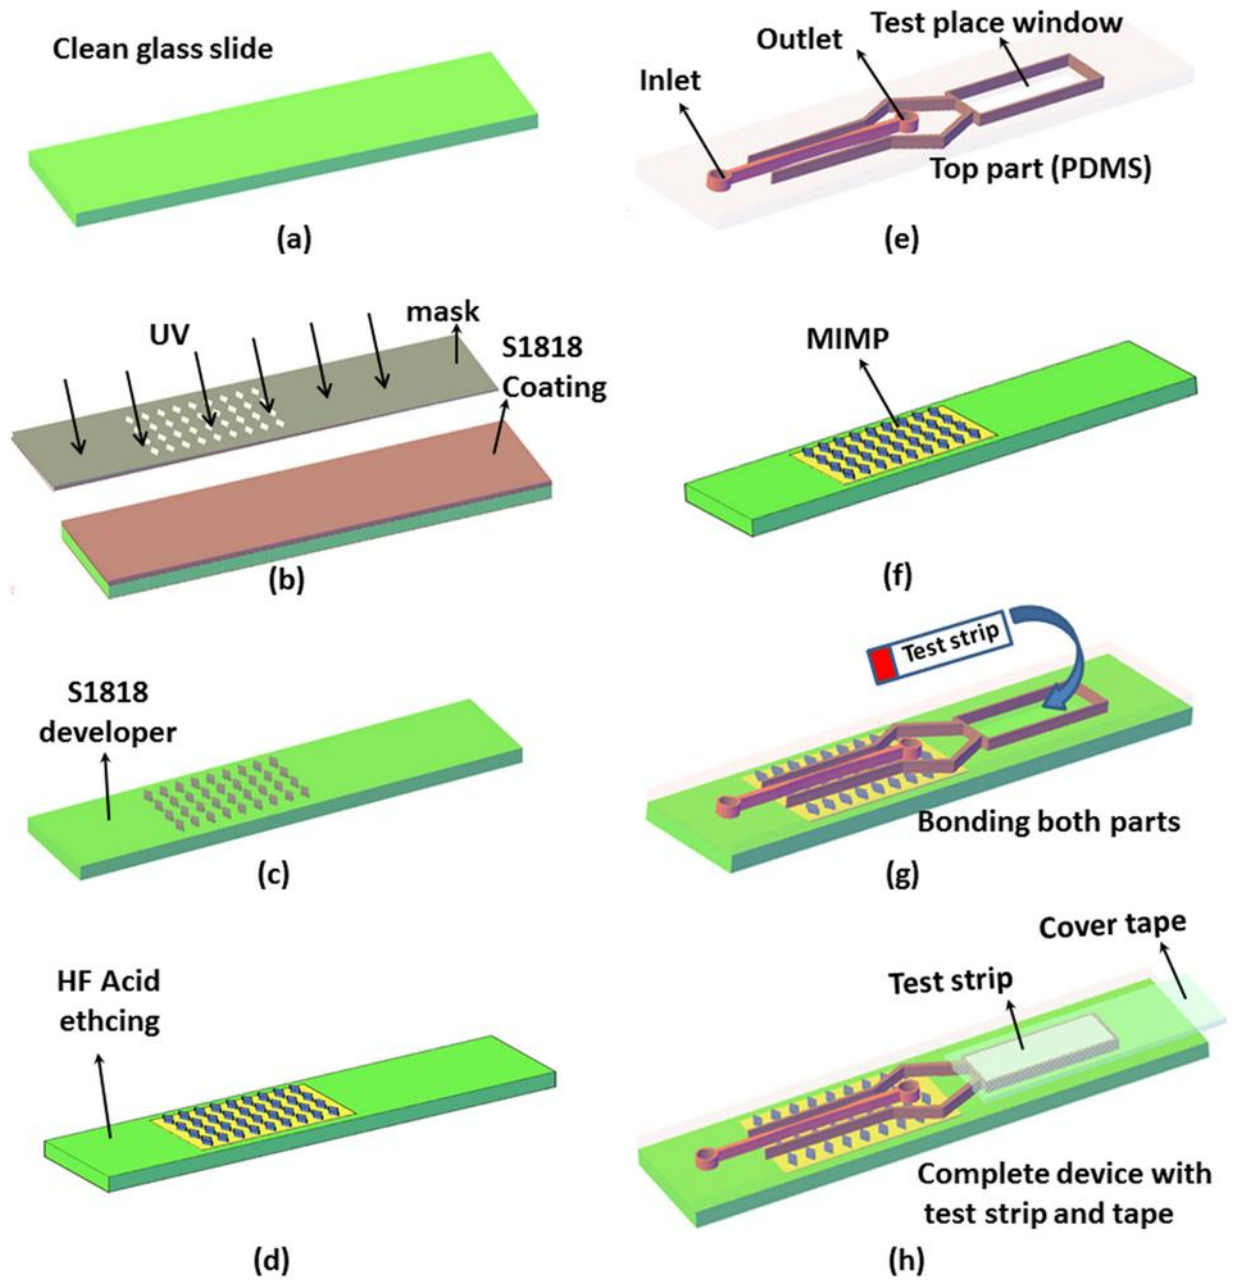 Clean glass slide
(a)
UV
mask
S1818
Coating
(b)
S1818
developer
(c)
HF Acid
ethcing
(d)
Test place window
Outlet
Inlet
Top part (PDMS)
(e)
MIMP
(f)
Test strip
Bonding both parts
(g)
Cover tape
Test strip
Complete device with
test strip and tape
(h)